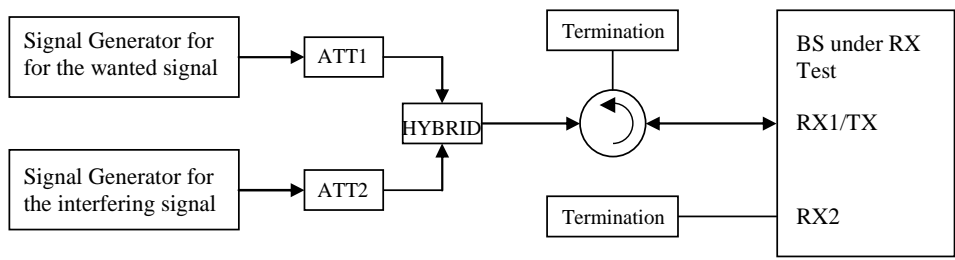 Signal Generator for
for the wanted signal
ATT1
Termination
BS under RX
Test
HYBRID
RX1/TX
Signal Generator for
the interfering signal
ATT2
Termination
RX2